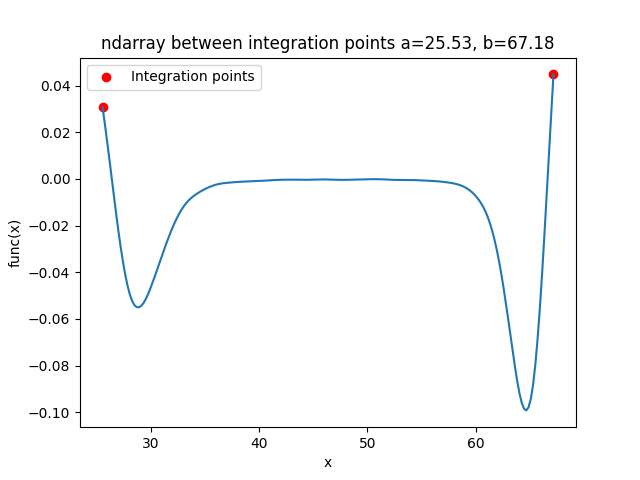 ndarray between integration points a=25.53, b=67.18
Integration points
0.04
0.02
0.00
−0.02
−0.04
−0.06
−0.08
−0.10
func(x)
30 40 50 60
x